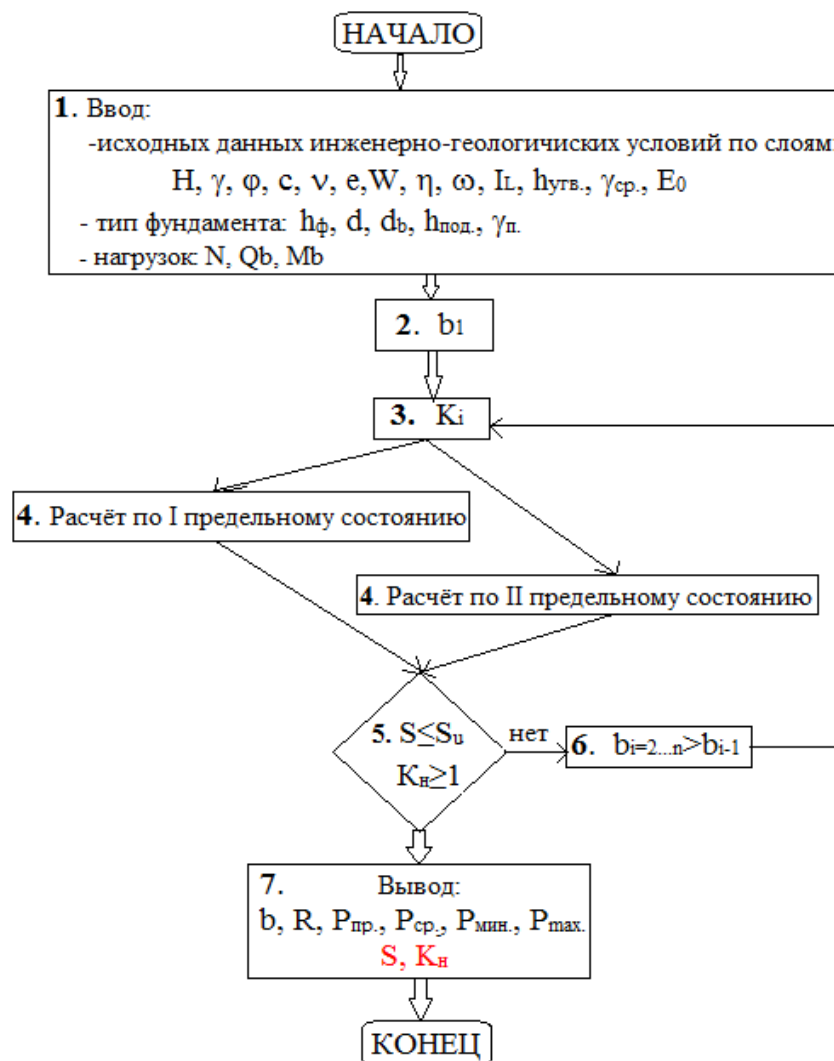 НАЧАЛО
1. Ввод:
-исходных данных инженерно-геологичиских условий по слоям
H, γ, φ, c, ν, e,W, η, ω, IL, hугв., γср., E0
- тип фундамента: hф, d, db, hпод., γп.
- нагрузок: N, Qb, Mb
2. b1
3. Ki
4. Расчёт по I предельному состоянию
4. Расчёт по II предельному состоянию
5. S≤Su
Kн≥1
нет
6. bi=2...n>bi-1
7. Вывод:
b, R, Pпр., Pср., Pмин., Pmax.
S, Kн
КОНЕЦ